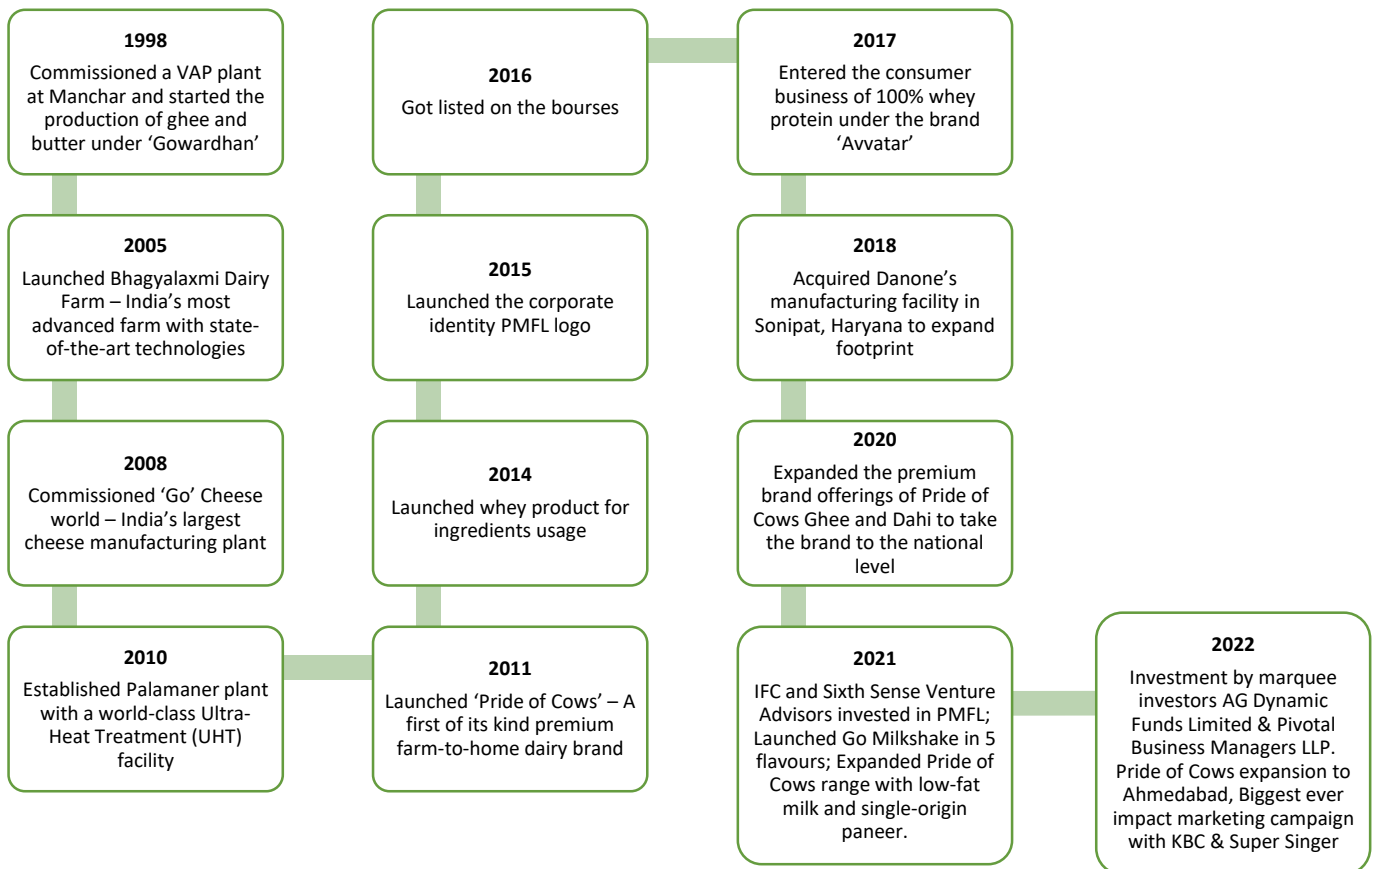 1998
Commissioned a VAP plant
at Manchar and started the
production of ghee and
butter under ‘Gowardhan’
2005
Launched Bhagyalaxmi Dairy
Farm – India’s most
advanced farm with state-
of-the-art technologies
2008
Commissioned ‘Go’ Cheese
world – India’s largest
cheese manufacturing plant
2010
Established Palamaner plant
with a world-class Ultra-
Heat Treatment (UHT)
facility
2011
Launched ‘Pride of Cows’ – A
first of its kind premium
farm-to-home dairy brand
2014
Launched whey product for
ingredients usage
2015
Launched the corporate
identity PMFL logo
2016
Got listed on the bourses
2017
Entered the consumer
business of 100% whey
protein under the brand
‘Avvatar’
2018
Acquired Danone’s
manufacturing facility in
Sonipat, Haryana to expand
footprint
2020
Expanded the premium
brand offerings of Pride of
Cows Ghee and Dahi to take
the brand to the national
level
2021
IFC and Sixth Sense Venture
Advisors invested in PMFL;
Launched Go Milkshake in 5
flavours; Expanded Pride of
Cows range with low-fat
milk and single-origin
paneer.
2022
Investment by marquee
investors AG Dynamic
Funds Limited & Pivotal
Business Managers LLP.
Pride of Cows expansion to
Ahmedabad, Biggest ever
impact marketing campaign
with KBC & Super Singer